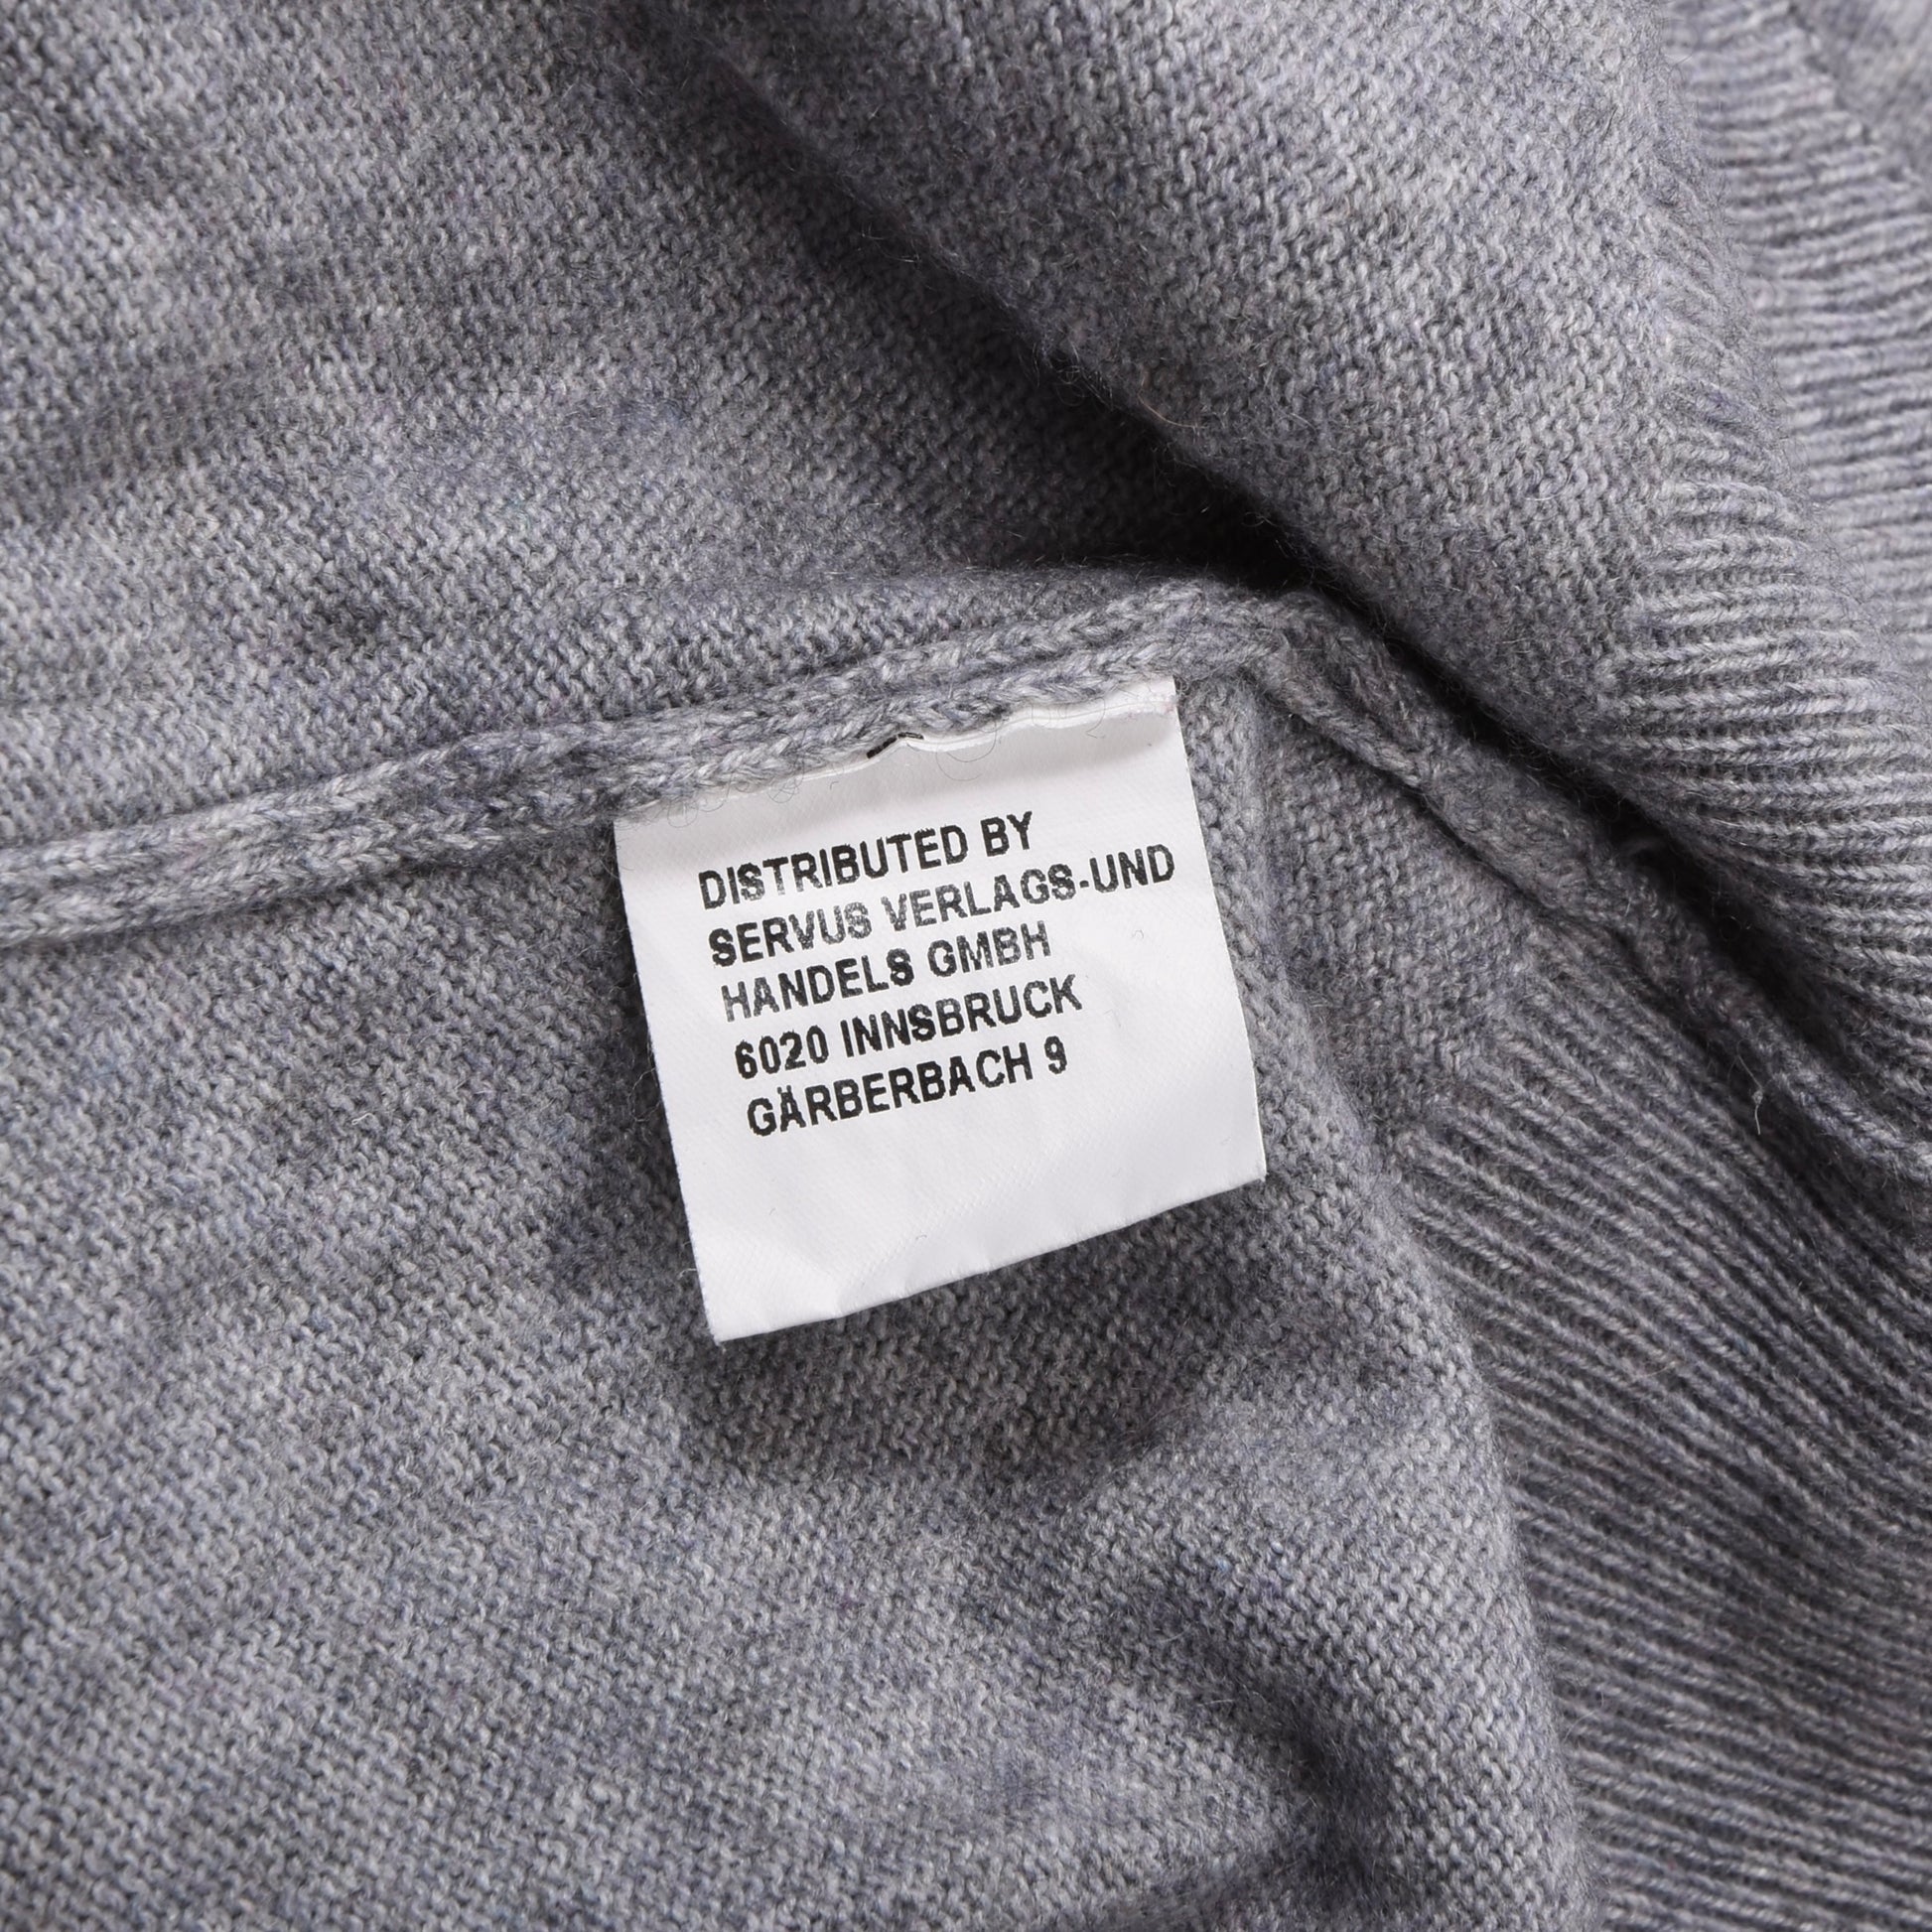 DISTRIBUTED BY
SERVUS VERLAGS-UND
HANDELS GMBH
6020 INNSBRUCK
GÄRBERBACH 9